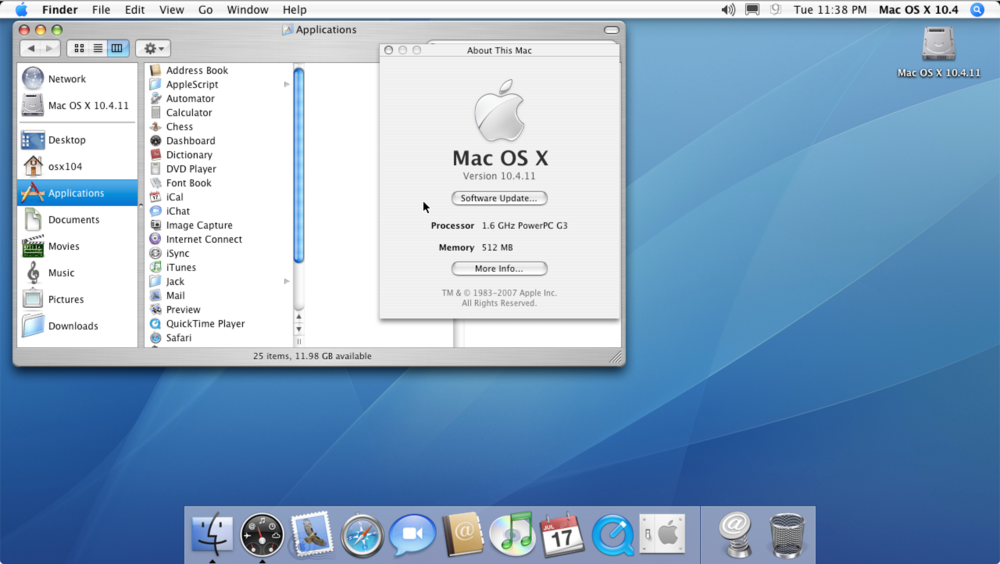 Finder File Edit View Go Window Help Tue 11:38 PM Mac OS X 10.4
Applications
Network
Mac OS X 10.4.11
Desktop
osx104
Applications
Documents
Movies
Music
Pictures
Downloads
Address Book
AppleScript
Automator
Calculator
Chess
Dashboard
Dictionary
DVD Player
Font Book
iCal
iChat
Image Capture
Internet Connect
iSync
iTunes
Jack
Mail
Preview
QuickTime Player
Safari
25 items, 11.98 GB available
About This Mac
Mac OS X
Version 10.4.11
Software Update...
Processor 1.6 GHz PowerPC G3
Memory 512 MB
More Info...
TM & © 1983-2007 Apple Inc.
All Rights Reserved.
Mac OS X 10.4.11
@
JUL
17
@